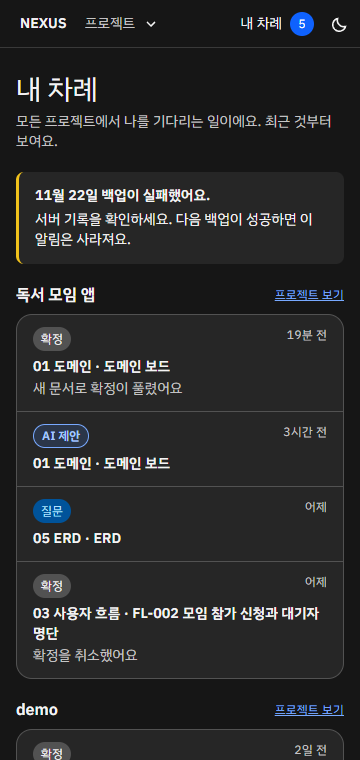 NEXUS 프로젝트 내 차례 5
내 차례
모든 프로젝트에서 나를 기다리는 일이에요. 최근 것부터
보여요.
11월 22일 백업이 실패했어요.
서버 기록을 확인하세요. 다음 백업이 성공하면 이
알림은 사라져요.
독서 모임 앱 프로젝트 보기
확정 19분 전
01 도메인 · 도메인 보드
새 문서로 확정이 풀렸어요
AI 제안 3시간 전
01 도메인 · 도메인 보드
질문 어제
05 ERD · ERD
확정 어제
03 사용자 흐름 · FL-002 모임 참가 신청과 대기자
명단
확정을 취소했어요
demo 프로젝트 보기
확정 2일 전